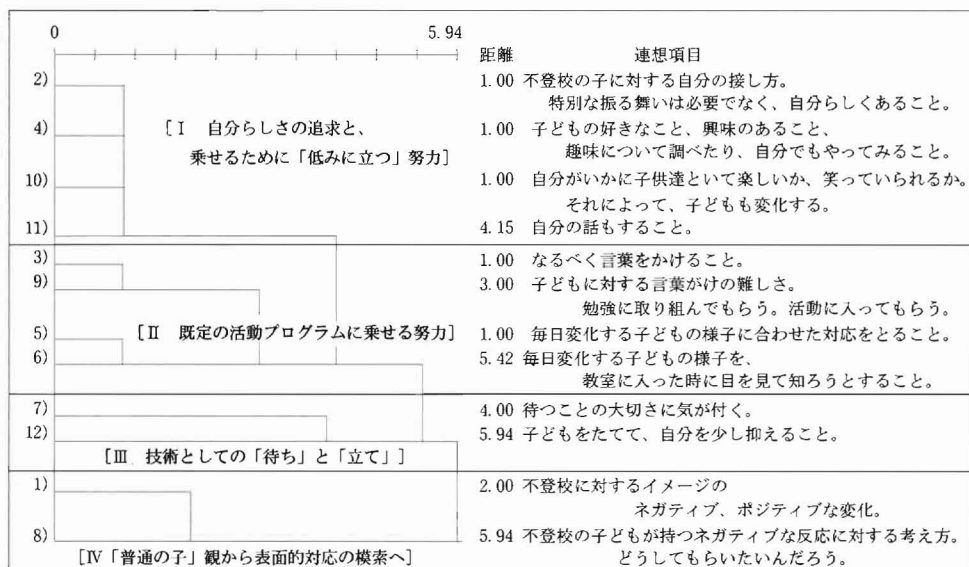 0 5.94
距離 連想項目
2) 1.00 不登校の子に対する自分の接し方。
特別な振る舞いは必要でなく、自分らしくあること。
4) [Ⅰ 自分らしさの追求と、 1.00 子どもの好きなこと、興味のあること、
乗せるために「低みに立つ」努力] 趣味について調べたり、自分でもやってみること。
10) 1.00 自分がいかに子供達といて楽しいか、笑っていられるか。
それによって、子どもも変化する。
11) 4.15 自分の話もすること。
3) 1.00 なるべく言葉をかけること。
9) 3.00 子どもに対する言葉がけの難しさ。
勉強に取り組んでもらう。活動に入ってもらう。
5) [Ⅱ 既定の活動プログラムに乗せる努力] 1.00 毎日変化する子どもの様子に合わせた対応をとること。
6) 5.42 毎日変化する子どもの様子を、
教室に入った時に目を見て知ろうとすること。
7) 4.00 待つことの大切さに気が付く。
12) 5.94 子どもをたてて、自分を少し抑えること。
[Ⅲ 技術としての「待ち」と「立て」]
1) 2.00 不登校に対するイメージの
ネガティブ、ポジティブな変化。
8) 5.94 不登校の子どもが持つネガティブな反応に対する考え方。
[Ⅳ「普通の子」観から表面的対応の模索へ] どうしてもらいたいんだろう。